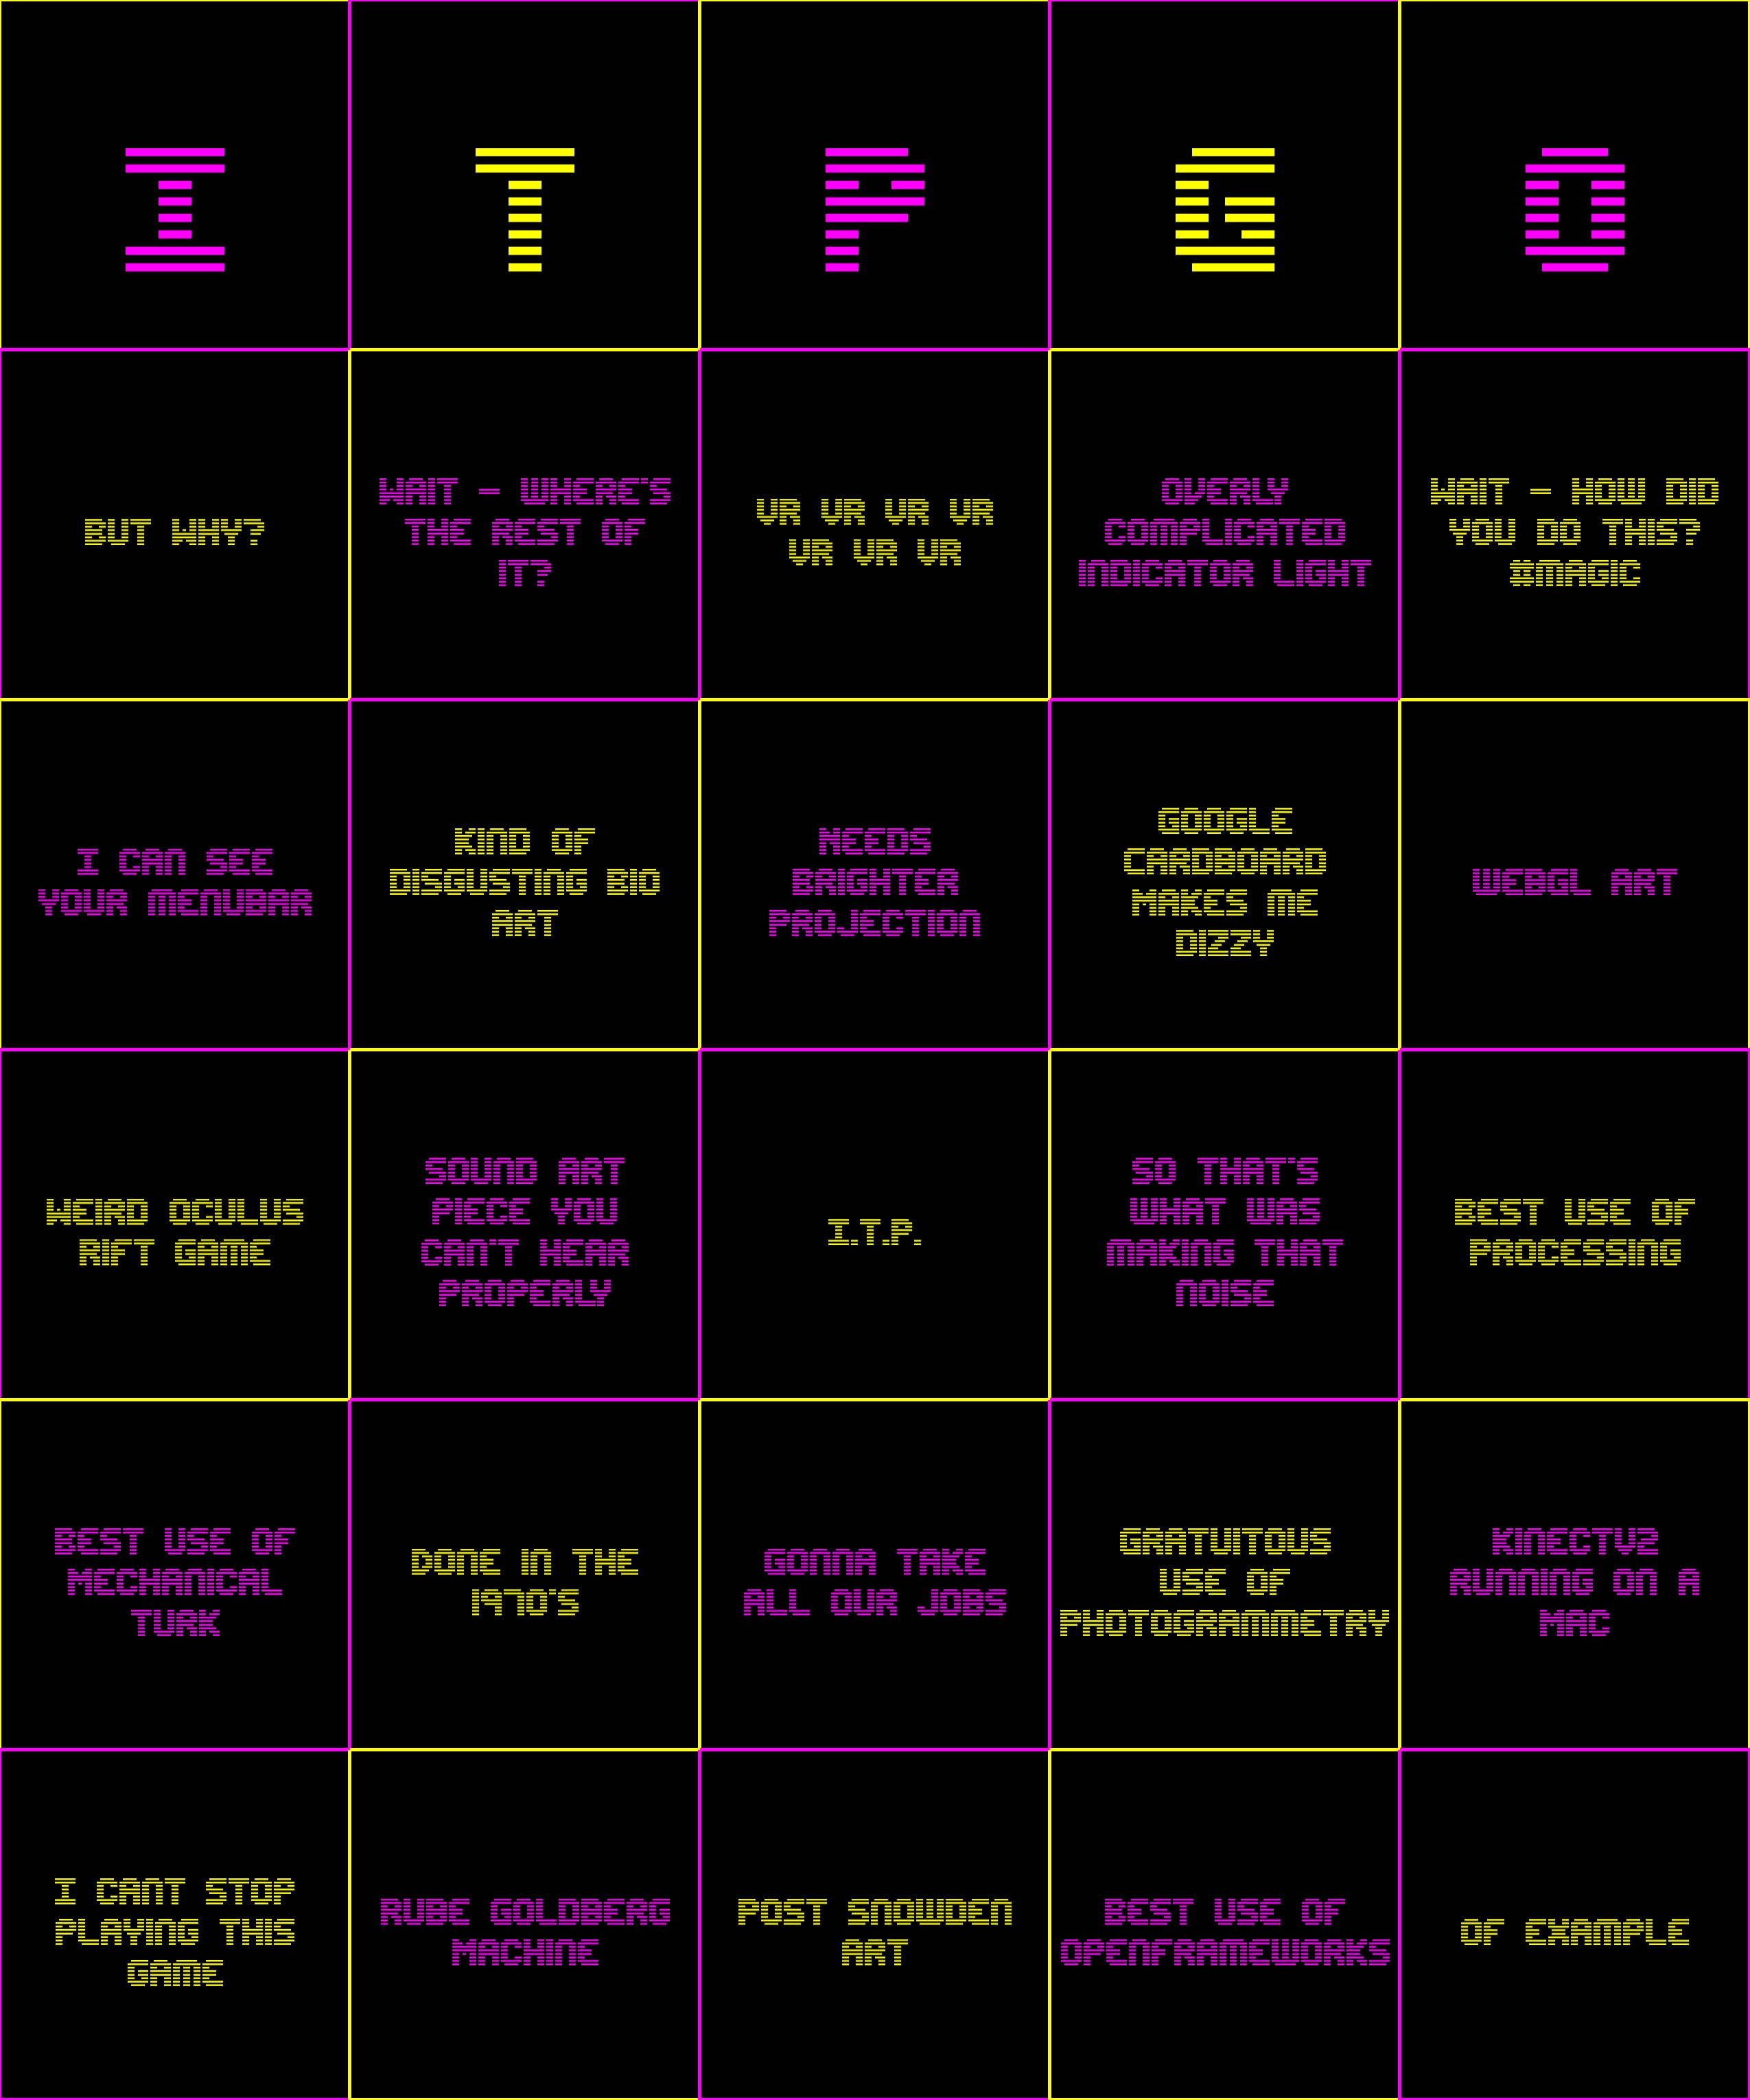 I T P G O
BUT WHY?
WAIT - WHERE'S
THE REST OF
IT?
VR VR VR VR
VR VR VR
OVERLY
COMPLICATED
INDICATOR LIGHT
WAIT - HOW DID
YOU DO THIS?
#MAGIC
I CAN SEE
YOUR MENUBAR
KIND OF
DISGUSTING BIO
ART
NEEDS
BRIGHTER
PROJECTION
GOOGLE
CARDBOARD
MAKES ME
DIZZY
WEBGL ART
WEIRD OCULUS
RIFT GAME
SOUND ART
PIECE YOU
CAN'T HEAR
PROPERLY
I.T.P.
SO THAT'S
WHAT WAS
MAKING THAT
NOISE
BEST USE OF
PROCESSING
BEST USE OF
MECHANICAL
TURK
DONE IN THE
1970'S
GONNA TAKE
ALL OUR JOBS
GRATUITOUS
USE OF
PHOTOGRAMMETRY
KINECTV2
RUNNING ON A
MAC
I CANT STOP
PLAYING THIS
GAME
RUBE GOLDBERG
MACHINE
POST SNOWDEN
ART
BEST USE OF
OPENFRAMEWORKS
OF EXAMPLE